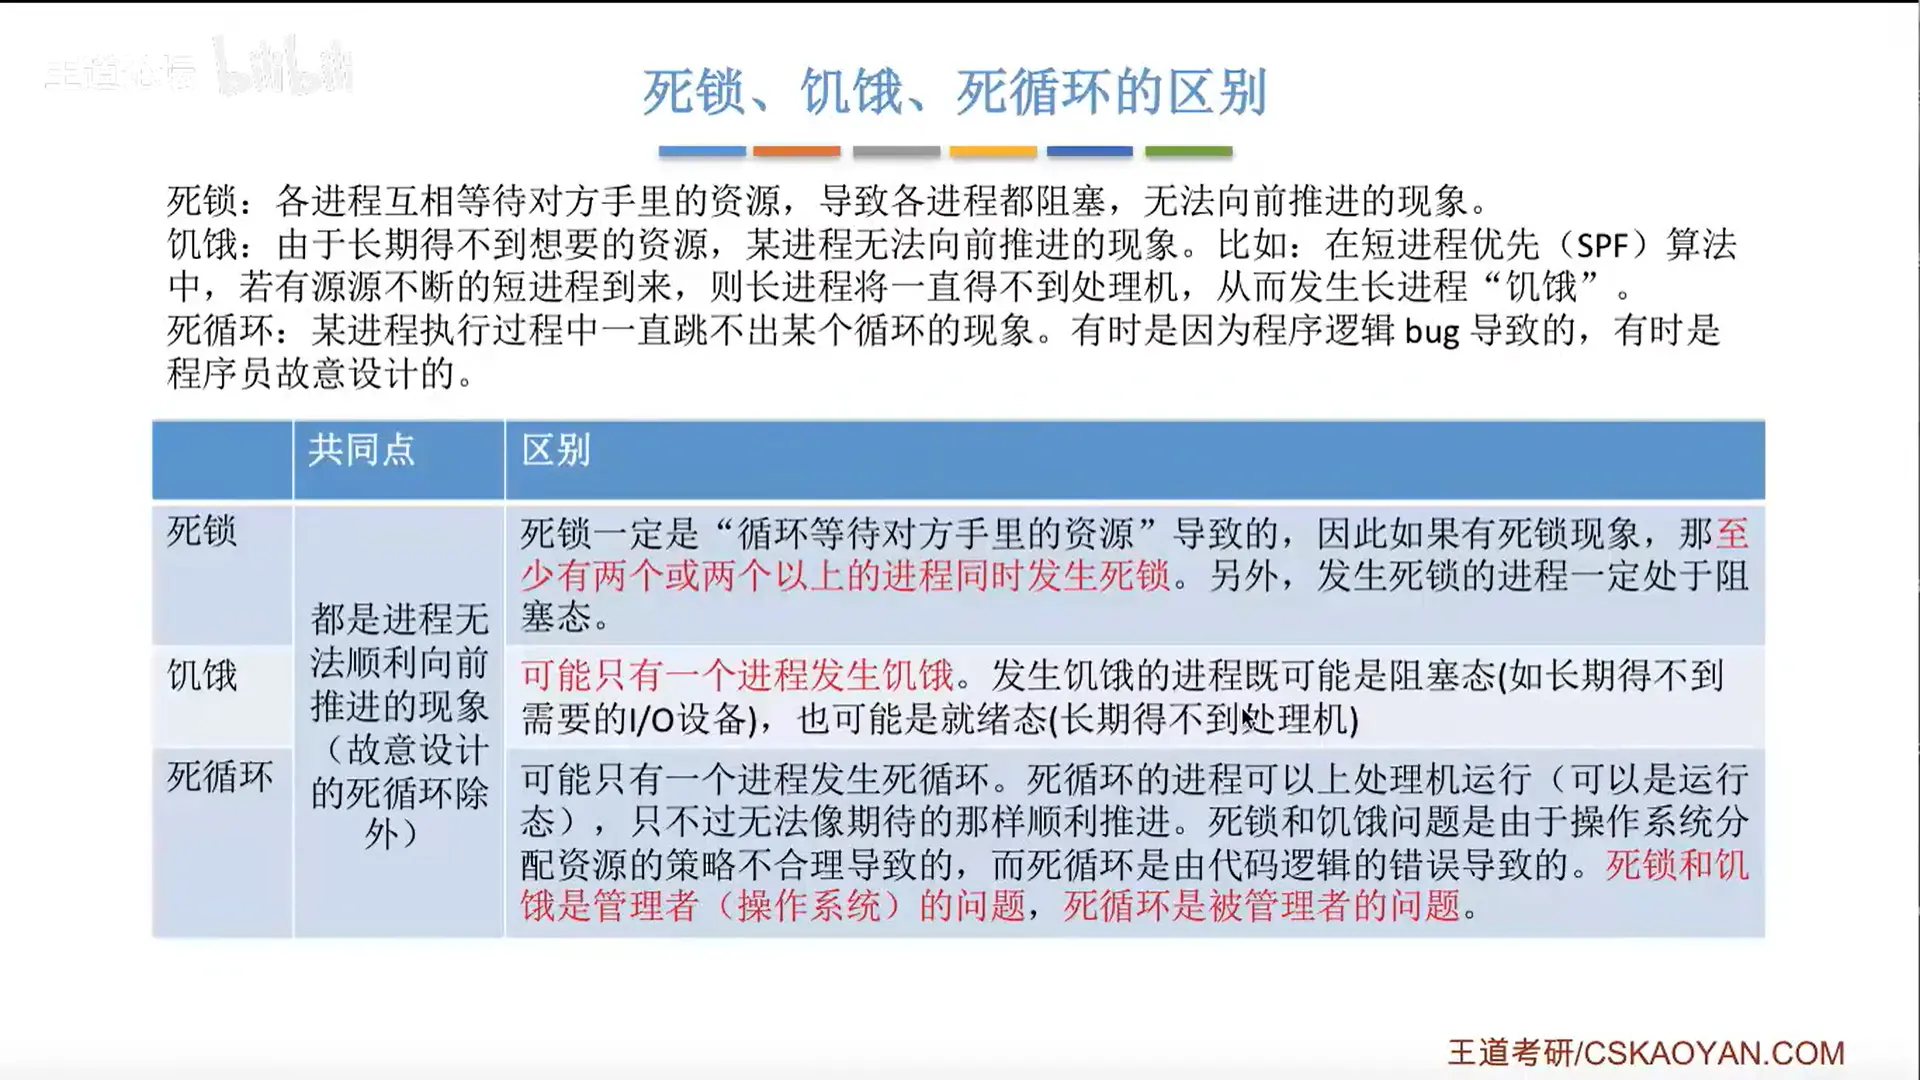 王道论坛 bilibili
死锁、饥饿、死循环的区别
死锁：各进程互相等待对方手里的资源，导致各进程都阻塞，无法向前推进的现象。
饥饿：由于长期得不到想要的资源，某进程无法向前推进的现象。比如：在短进程优先（SPF）算法
中，若有源源不断的短进程到来，则长进程将一直得不到处理机，从而发生长进程“饥饿”。
死循环：某进程执行过程中一直跳不出某个循环的现象。有时是因为程序逻辑 bug 导致的，有时是
程序员故意设计的。
共同点
区别
死锁
都是进程无
法顺利向前
推进的现象
（故意设计
的死循环除
外）
死锁一定是“循环等待对方手里的资源”导致的，因此如果有死锁现象，那至
少有两个或两个以上的进程同时发生死锁。另外，发生死锁的进程一定处于阻
塞态。
饥饿
可能只有一个进程发生饥饿。发生饥饿的进程既可能是阻塞态(如长期得不到
需要的I/O设备)，也可能是就绪态(长期得不到处理机)
死循环
可能只有一个进程发生死循环。死循环的进程可以上处理机运行（可以是运行
态），只不过无法像期待的那样顺利推进。死锁和饥饿问题是由于操作系统分
配资源的策略不合理导致的，而死循环是由代码逻辑的错误导致的。死锁和饥
饿是管理者（操作系统）的问题，死循环是被管理者的问题。
王道考研/CSKAOYAN.COM